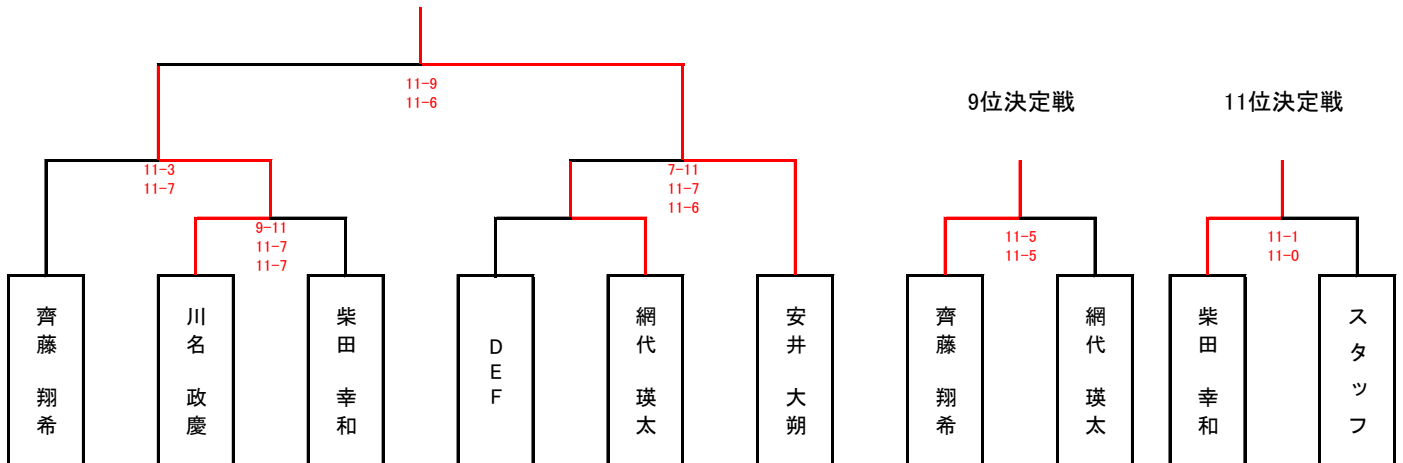 11-9
11-6
9位決定戦
11位決定戦
11-3
11-7
7-11
11-7
11-6
9-11
11-7
11-7
11-5
11-5
11-1
11-0
齊藤 翔希
川名 政慶
柴田 幸和
DEF
網代 瑛太
安井 大朔
齊藤 翔希
網代 瑛太
柴田 幸和
スタッフ